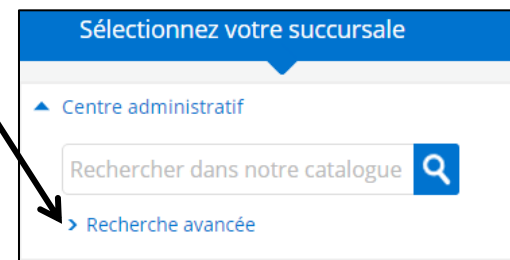 Sélectionnez votre succursale
Centre administratif
Rechercher dans notre catalogue
Recherche avancée